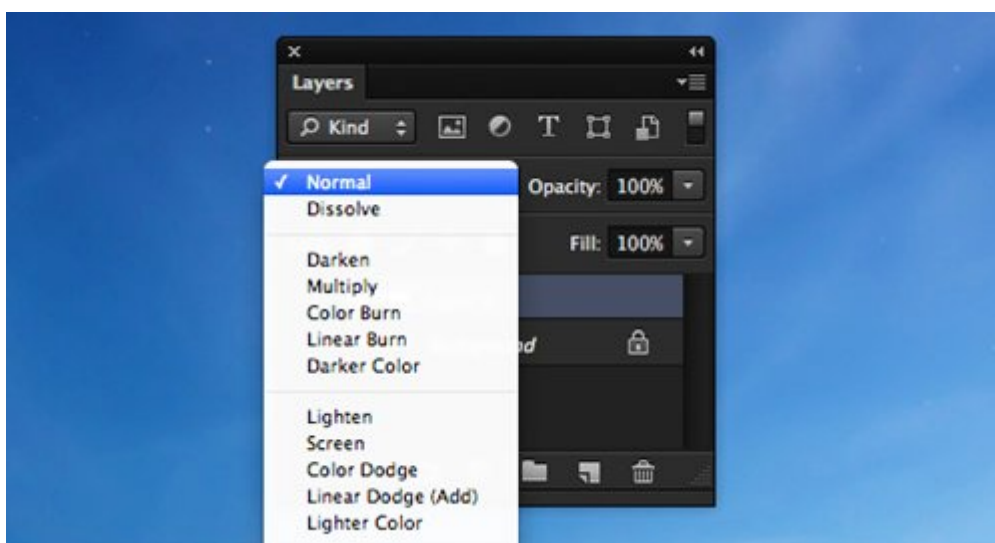 Layers
Kind
Normal
Opacity: 100%
Dissolve
Fill: 100%
Darken
Multiply
Color Burn
Linear Burn
Darker Color
Lighten
Screen
Color Dodge
Linear Dodge (Add)
Lighter Color